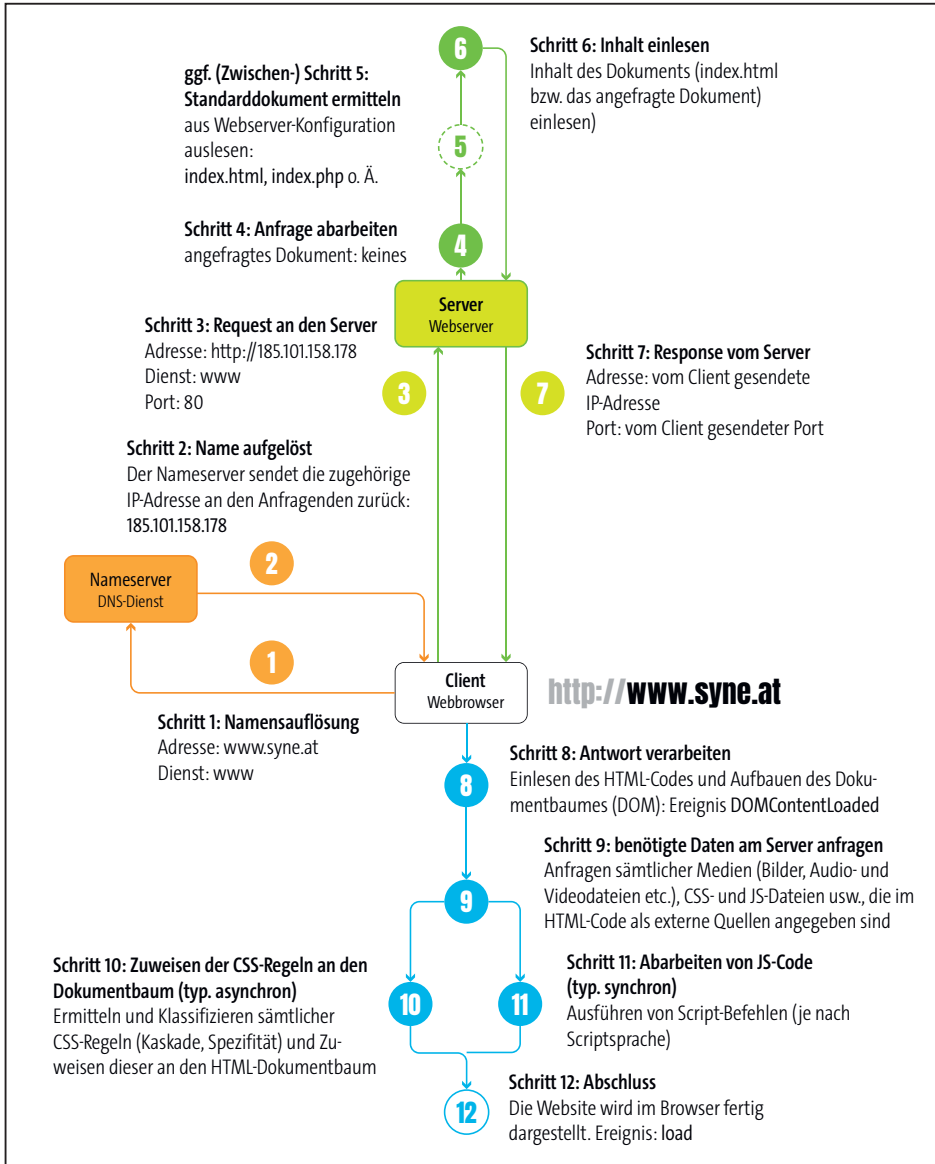 6
Schritt 6: Inhalt einlesen
Inhalt des Dokuments (index.html
bzw. das angefragte Dokument)
einlesen)
ggf. (Zwischen-) Schritt 5:
Standarddokument ermitteln
aus Webserver-Konfiguration
auslesen:
index.html, index.php o. Ä.
5
Schritt 4: Anfrage abarbeiten
angefragtes Dokument: keines
4
Server
Webserver
Schritt 3: Request an den Server
Adresse: http://185.101.158.178
Dienst: www
Port: 80
3
7
Schritt 7: Response vom Server
Adresse: vom Client gesendete
IP-Adresse
Port: vom Client gesendeter Port
Schritt 2: Name aufgelöst
Der Nameserver sendet die zugehörige
IP-Adresse an den Anfragenden zurück:
185.101.158.178
2
Nameserver
DNS-Dienst
1
Client
Webbrowser
http://www.syne.at
Schritt 1: Namensauflösung
Adresse: www.syne.at
Dienst: www
8
Schritt 8: Antwort verarbeiten
Einlesen des HTML-Codes und Aufbauen des Doku-
mentbaumes (DOM): Ereignis DOMContentLoaded
9
Schritt 9: benötigte Daten am Server anfragen
Anfragen sämtlicher Medien (Bilder, Audio- und
Videodateien etc.), CSS- und JS-Dateien usw., die im
HTML-Code als externe Quellen angegeben sind
Schritt 10: Zuweisen der CSS-Regeln an den
Dokumentbaum (typ. asynchron)
Ermitteln und Klassifizieren sämtlicher
CSS-Regeln (Kaskade, Spezifität) und Zu-
weisen dieser an den HTML-Dokumentbaum
10
11
Schritt 11: Abarbeiten von JS-Code
(typ. synchron)
Ausführen von Script-Befehlen (je nach
Scriptsprache)
12
Schritt 12: Abschluss
Die Website wird im Browser fertig
dargestellt. Ereignis: load